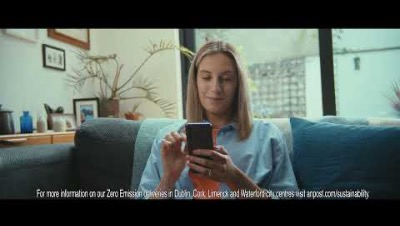 For more information on our Zero Emission deliveries in Dublin, Cork, Limerick and Waterford city centres visit anpost.com/sustainability.